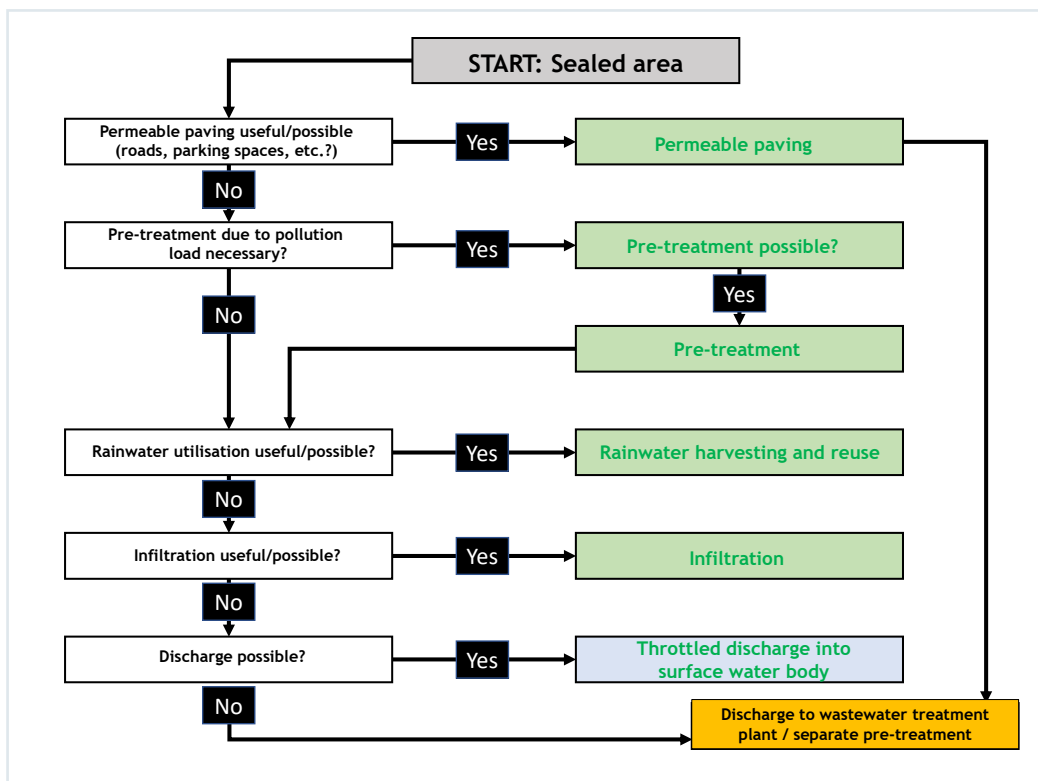 START: Sealed area
Permeable paving useful/possible
(roads, parking spaces, etc.?)
Yes
Permeable paving
No
Pre-treatment due to pollution
load necessary?
Yes
Pre-treatment possible?
No
Yes
Pre-treatment
Rainwater utilisation useful/possible?
Yes
Rainwater harvesting and reuse
No
Infiltration useful/possible?
Yes
Infiltration
No
Discharge possible?
Yes
Throttled discharge into
surface water body
No
Discharge to wastewater treatment
plant / separate pre-treatment